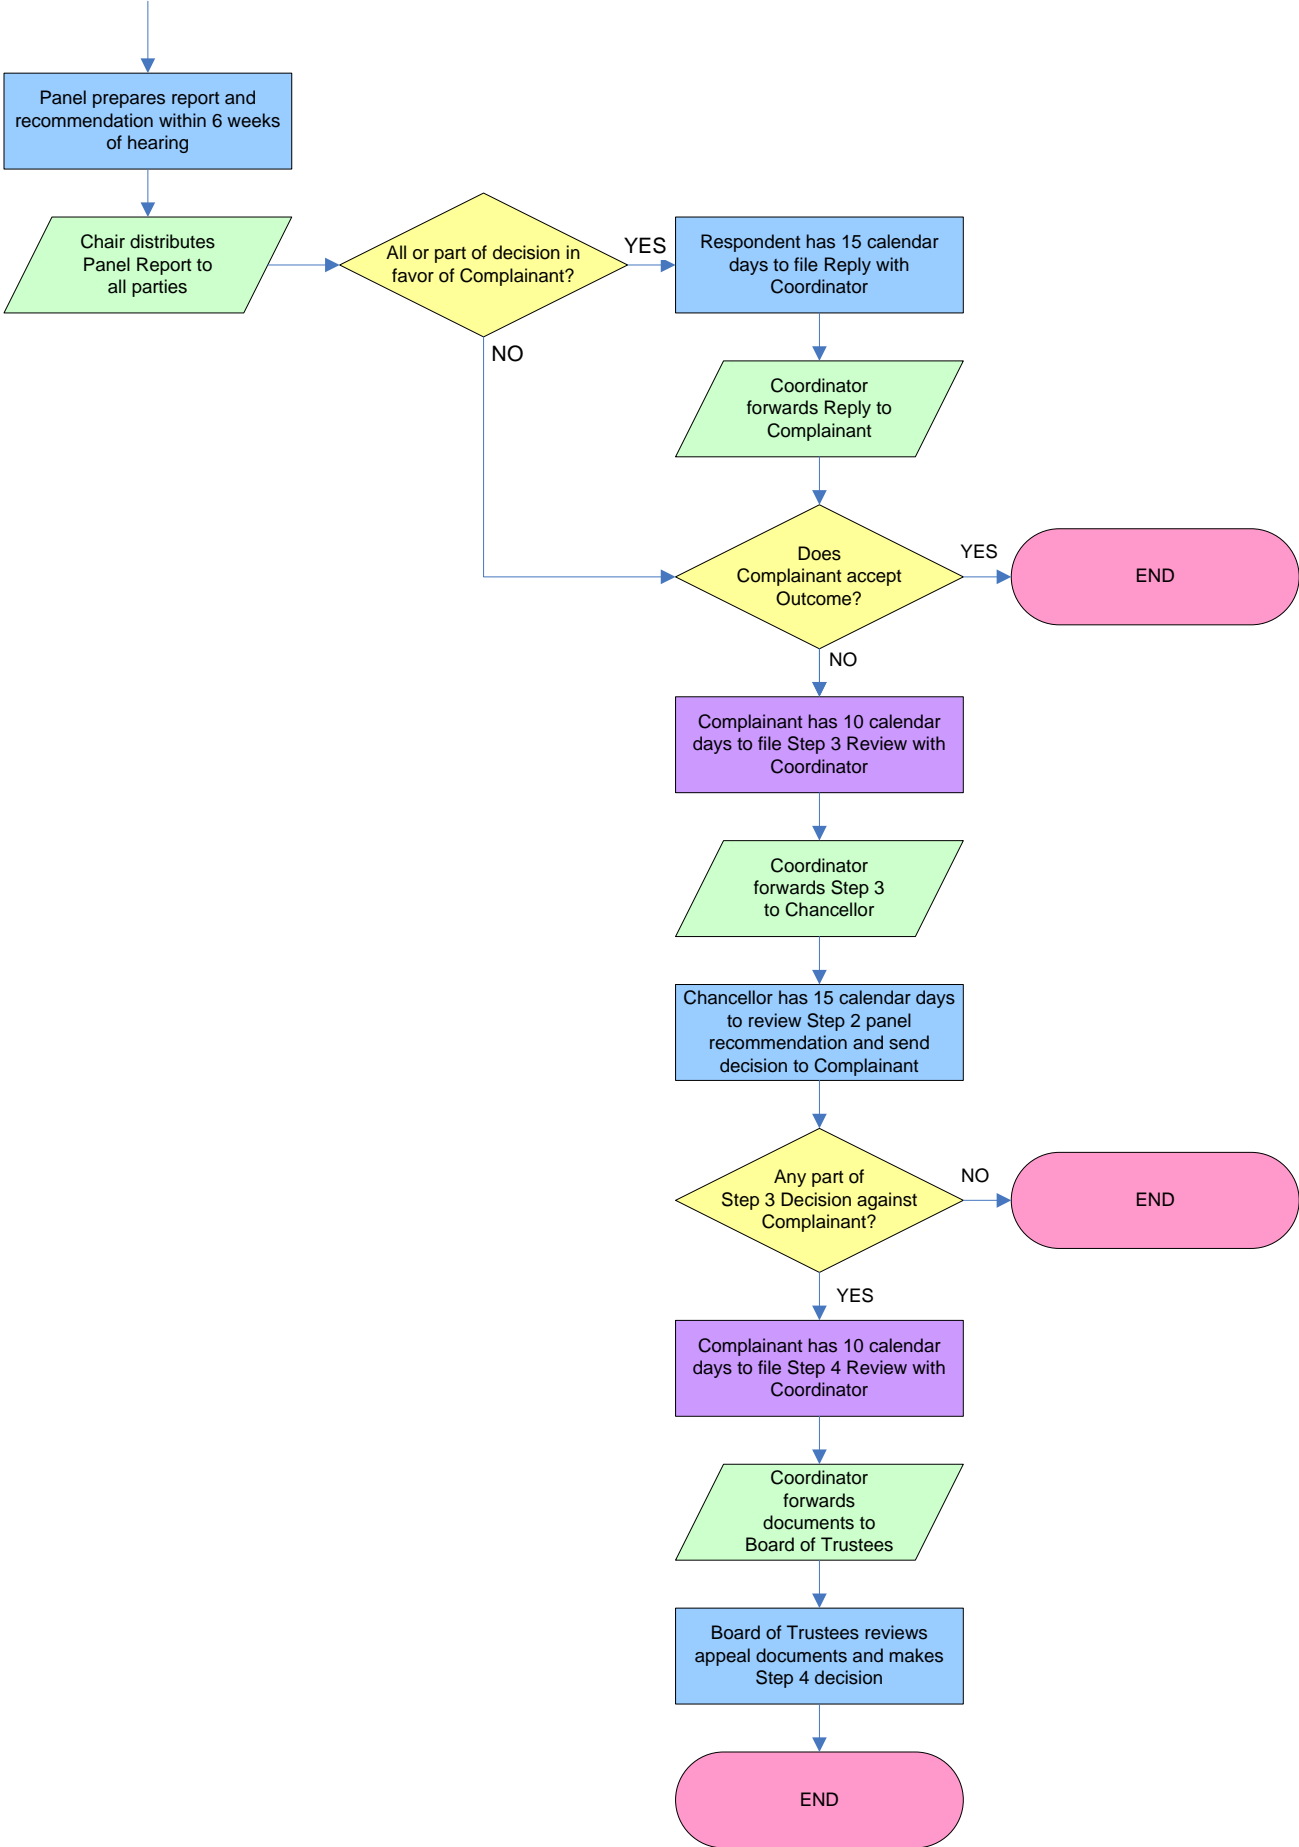 Panel prepares report and
recommendation within 6 weeks
of hearing
Chair distributes
Panel Report to
all parties
All or part of decision in
favor of Complainant?
YES
Respondent has 15 calendar
days to file Reply with
Coordinator
NO
Coordinator
forwards Reply to
Complainant
Does
Complainant accept
Outcome?
YES
END
NO
Complainant has 10 calendar
days to file Step 3 Review with
Coordinator
Coordinator
forwards Step 3
to Chancellor
Chancellor has 15 calendar days
to review Step 2 panel
recommendation and send
decision to Complainant
Any part of
Step 3 Decision against
Complainant?
NO
END
YES
Complainant has 10 calendar
days to file Step 4 Review with
Coordinator
Coordinator
forwards
documents to
Board of Trustees
Board of Trustees reviews
appeal documents and makes
Step 4 decision
END